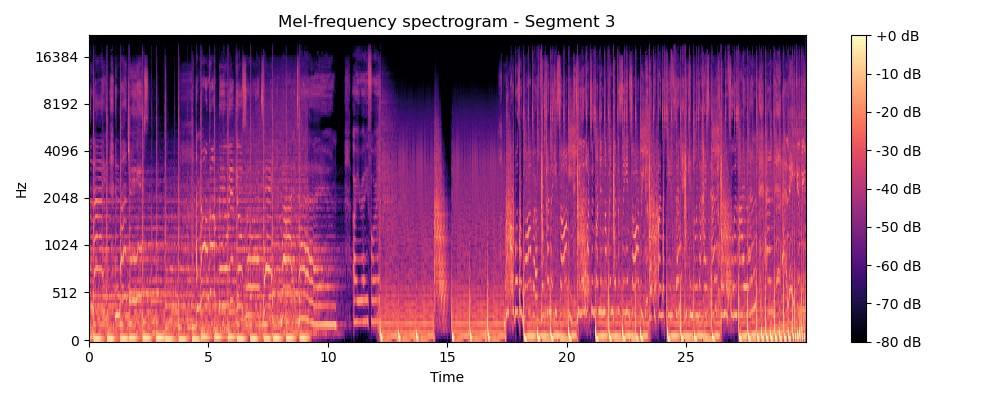 Mel-frequency spectrogram - Segment 3
Hz
16384
8192
4096
2048
1024
512
0
0 5 10 15 20 25
Time
+0 dB
-10 dB
-20 dB
-30 dB
-40 dB
-50 dB
-60 dB
-70 dB
-80 dB